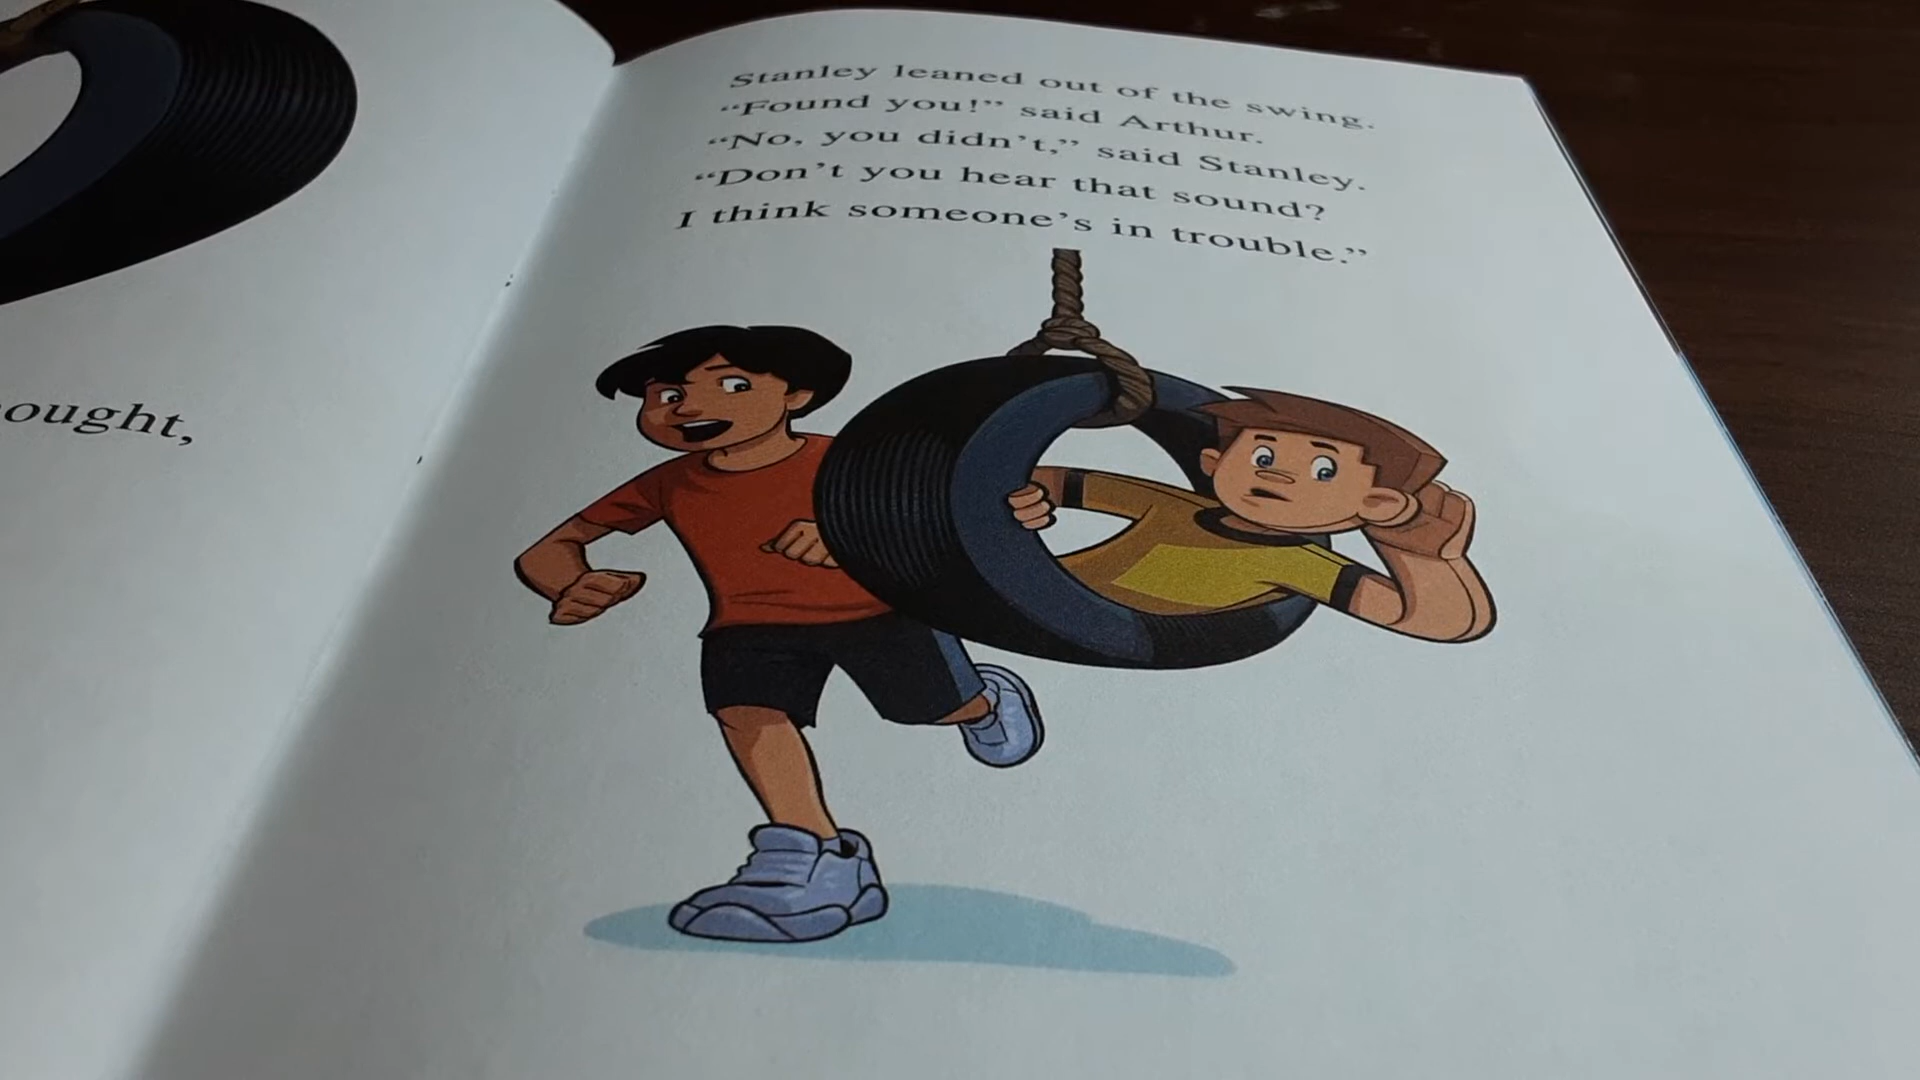 Stanley leaned out of the swing.
“Found you!” said Arthur.
“No, you didn’t,” said Stanley.
“Don’t you hear that sound?
I think someone’s in trouble.”